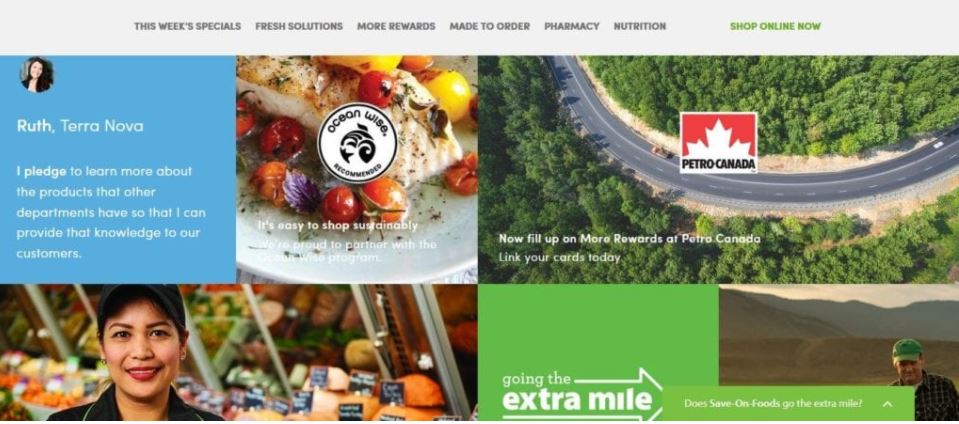 THIS WEEK'S SPECIALS FRESH SOLUTIONS MORE REWARDS MADE TO ORDER PHARMACY NUTRITION SHOP ONLINE NOW
Ruth, Terra Nova
I pledge to learn more about
the products that other
departments have so that I can
provide that knowledge to our
customers.
ocean wise.
RECOMMENDED
It's easy to shop sustainably
We're proud to partner with the
Ocean Wise program.
PETRO-CANADA
Now fill up on More Rewards at Petro Canada
Link your cards today
going the
extra mile
Does Save-On-Foods go the extra mile?